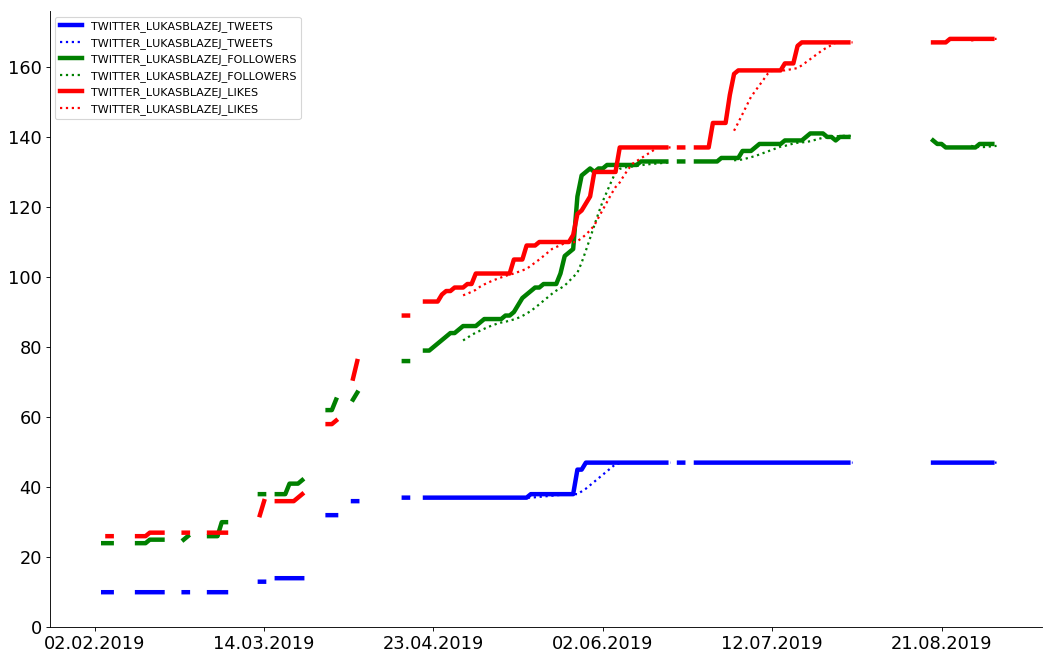 TWITTER_LUKASBLAZEJ_TWEETS
TWITTER_LUKASBLAZEJ_TWEETS
TWITTER_LUKASBLAZEJ_FOLLOWERS
TWITTER_LUKASBLAZEJ_FOLLOWERS
TWITTER_LUKASBLAZEJ_LIKES
TWITTER_LUKASBLAZEJ_LIKES
160
140
120
100
80
60
40
20
0
02.02.2019 14.03.2019 23.04.2019 02.06.2019 12.07.2019 21.08.2019